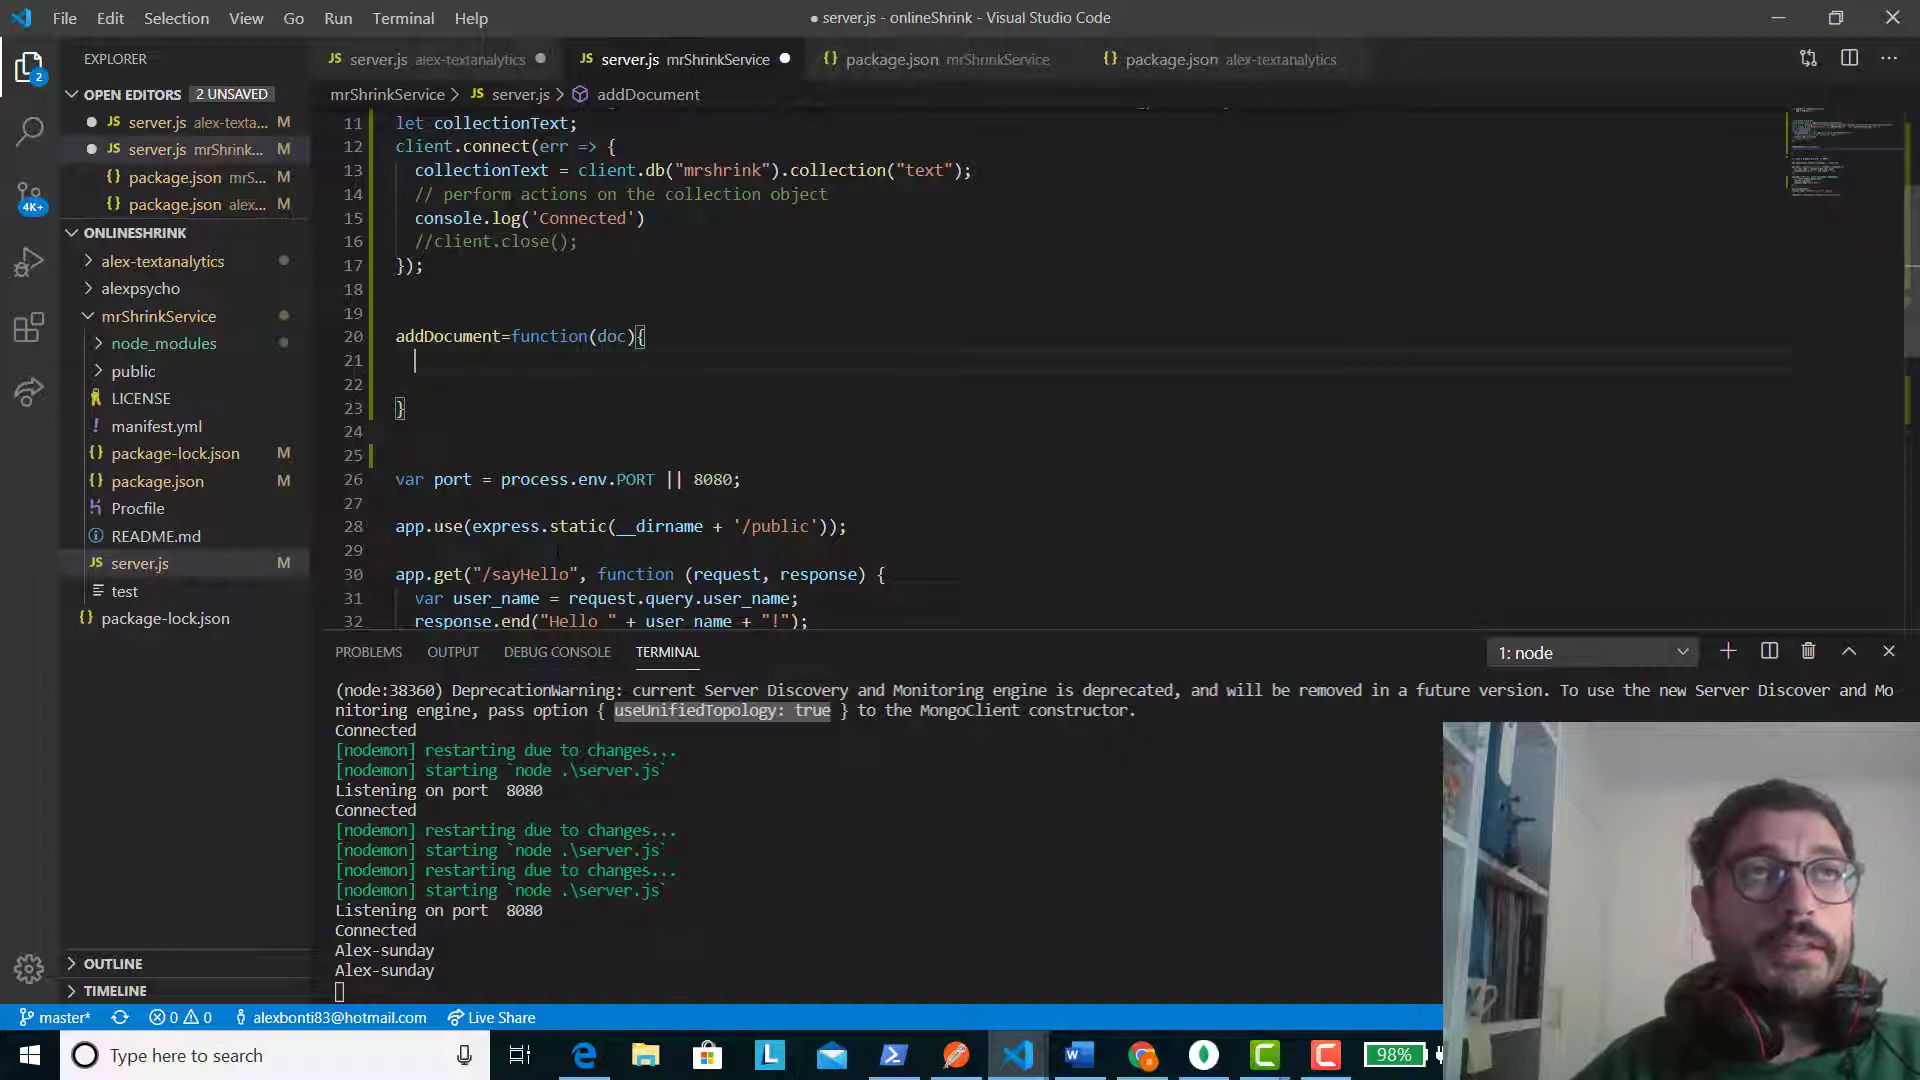 File Edit Selection View Go Run Terminal Help
● server.js - onlineShrink - Visual Studio Code
EXPLORER
JS server.js alex-textanalytics
JS server.js mrShrinkService
{} package.json mrShrinkService
{} package.json alex-textanalytics
2
OPEN EDITORS 2 UNSAVED
JS server.js alex-texta... M
JS server.js mrShrink... M
{} package.json mrS... M
{} package.json alex... M
4K+
ONLINESHRINK
alex-textanalytics
alexpsycho
mrShrinkService
node_modules
public
LICENSE
! manifest.yml
{} package-lock.json M
{} package.json M
Procfile
README.md
JS server.js M
test
{} package-lock.json
OUTLINE
TIMELINE
mrShrinkService > JS server.js > addDocument
11 let collectionText;
12 client.connect(err => {
13 collectionText = client.db("mrshrink").collection("text");
14 // perform actions on the collection object
15 console.log('Connected')
16 //client.close();
17 });
18
19
20 addDocument=function(doc){
21
22
23 }
24
25
26 var port = process.env.PORT || 8080;
27
28 app.use(express.static(__dirname + '/public'));
29
30 app.get("/sayHello", function (request, response) {
31 var user_name = request.query.user_name;
32 response.end("Hello " + user_name + "!");
PROBLEMS OUTPUT DEBUG CONSOLE TERMINAL
1: node
(node:38360) DeprecationWarning: current Server Discovery and Monitoring engine is deprecated, and will be removed in a future version. To use the new Server Discover and Mo
nitoring engine, pass option { useUnifiedTopology: true } to the MongoClient constructor.
Connected
[nodemon] restarting due to changes...
[nodemon] starting `node .\server.js`
Listening on port 8080
Connected
[nodemon] restarting due to changes...
[nodemon] starting `node .\server.js`
[nodemon] restarting due to changes...
[nodemon] starting `node .\server.js`
Listening on port 8080
Connected
Alex-sunday
Alex-sunday
master* 0 0 alexbonti83@hotmail.com Live Share
Type here to search
L
98%